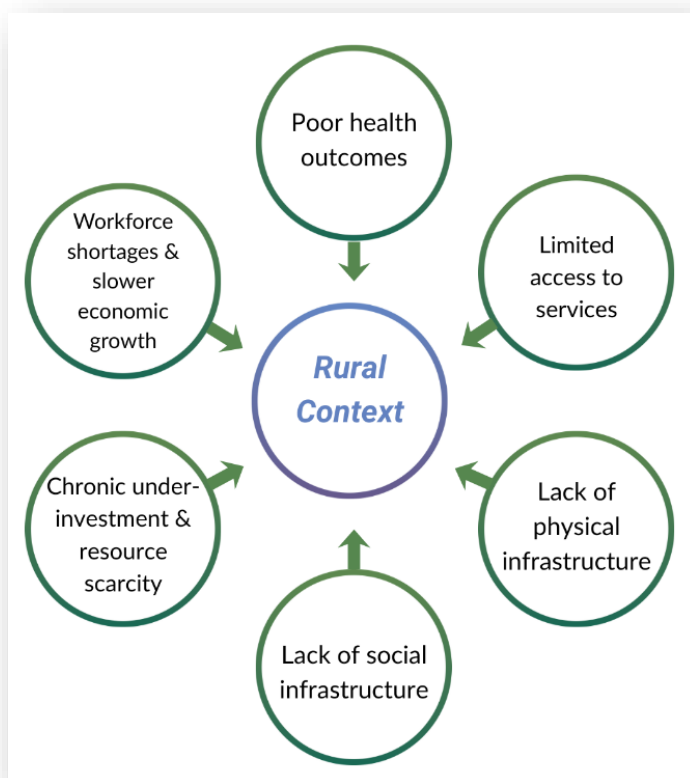 Poor health
outcomes
Workforce
shortages &
slower
economic
growth
Limited
access to
services
Rural
Context
Chronic under-
investment &
resource
scarcity
Lack of
physical
infrastructure
Lack of social
infrastructure